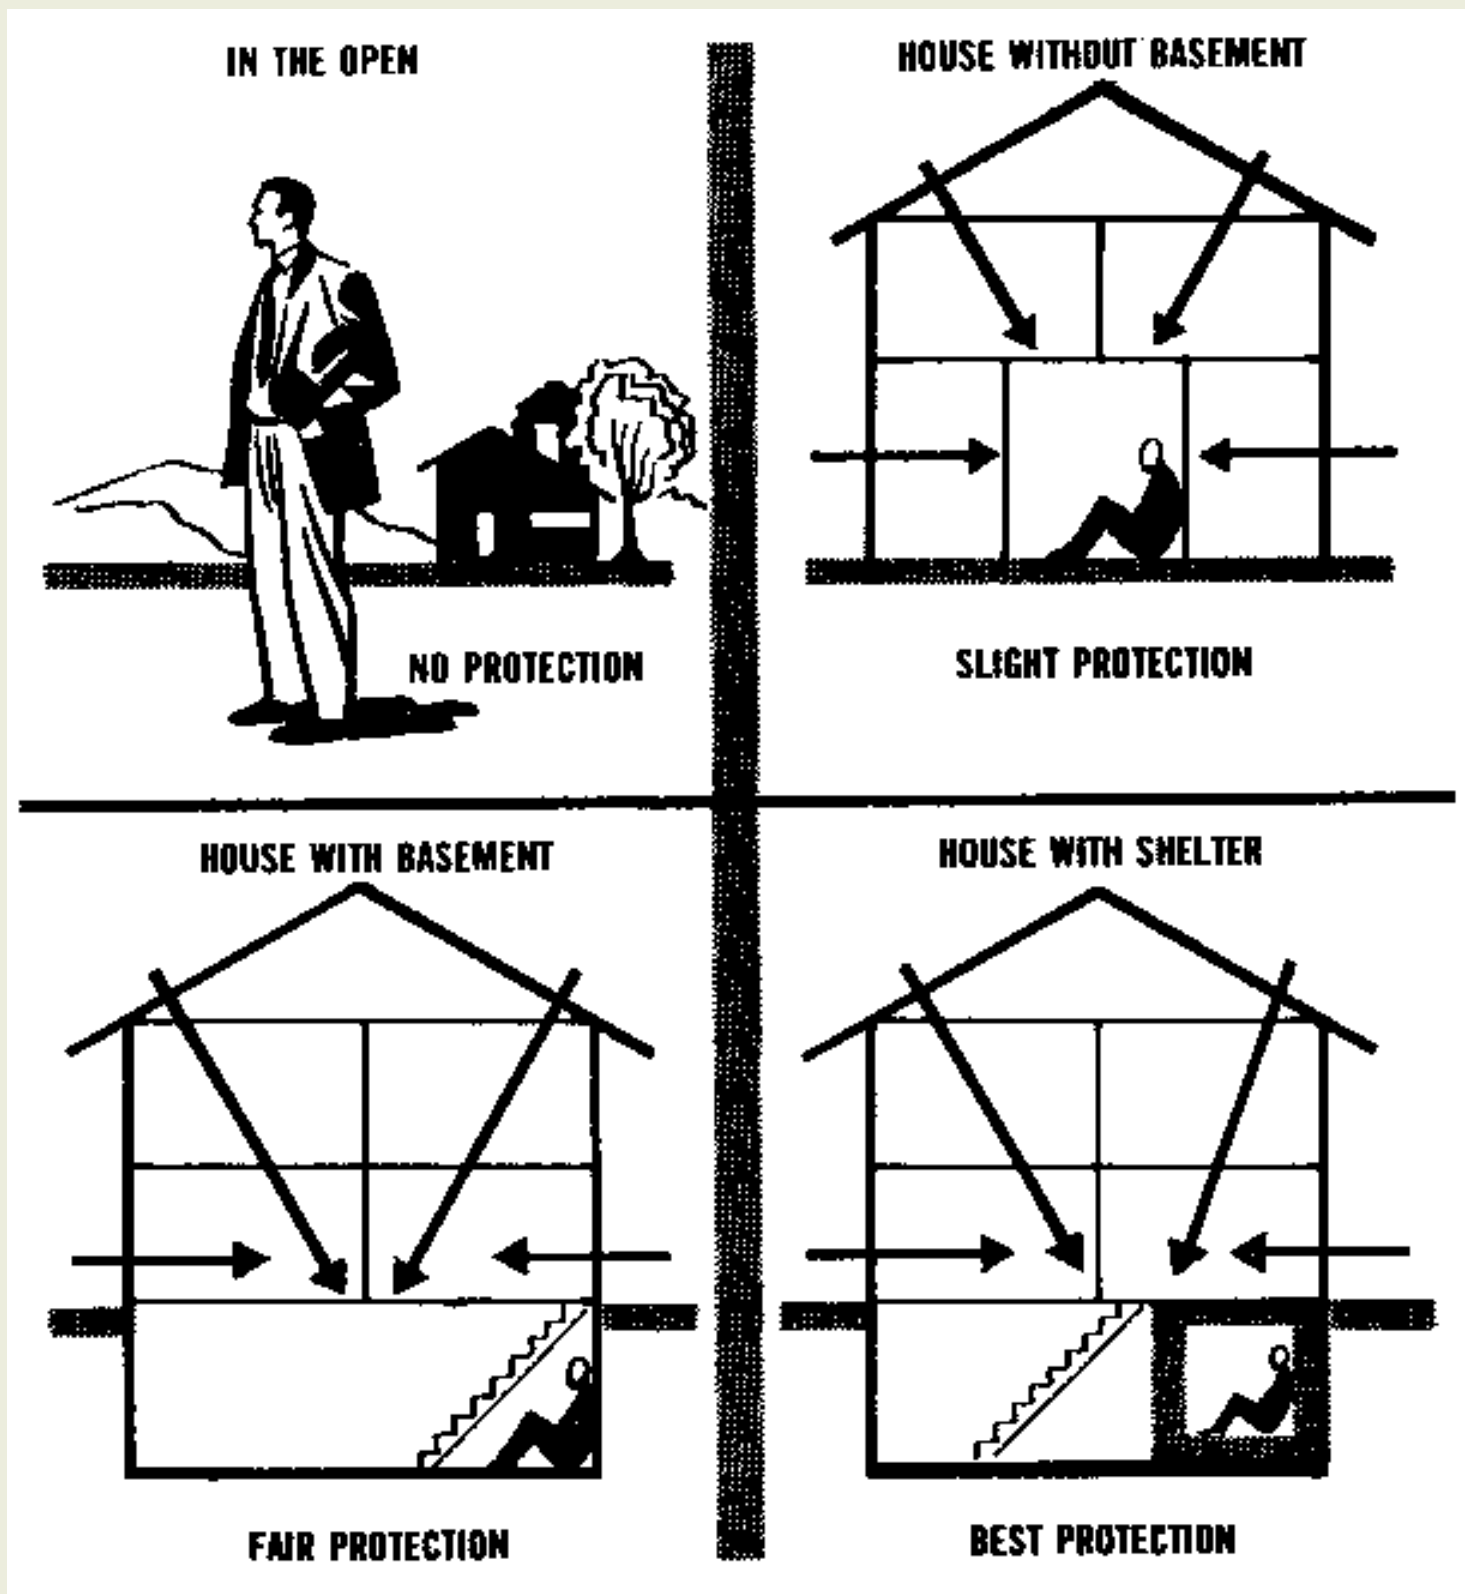 IN THE OPEN
NO PROTECTION
HOUSE WITHOUT BASEMENT
SLIGHT PROTECTION
HOUSE WITH BASEMENT
FAIR PROTECTION
HOUSE WITH SHELTER
BEST PROTECTION